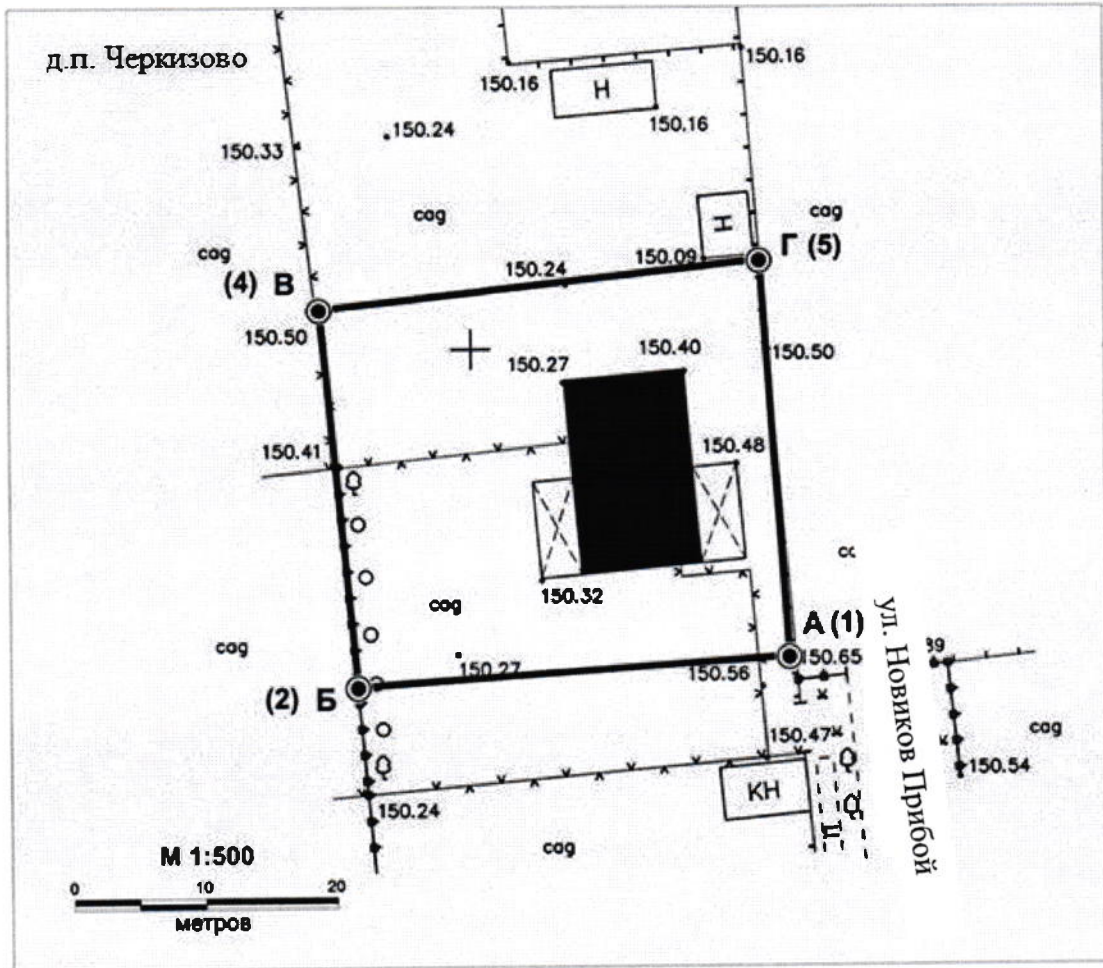 д.п. Черкизово
150.16
150.16
Н
150.16
150.24
150.33
сад
Н
сад
сад
150.09
Г (5)
150.24
(4) В
150.50
150.40
150.27
150.50
150.41
150.48
150.32
сад
А (1)
ул. Новиков Прибой
сад
150.27
150.56
150.65
(2) Б
сад
150.47
150.54
КН
150.24
П
М 1:500
сад
0 10 20
метров